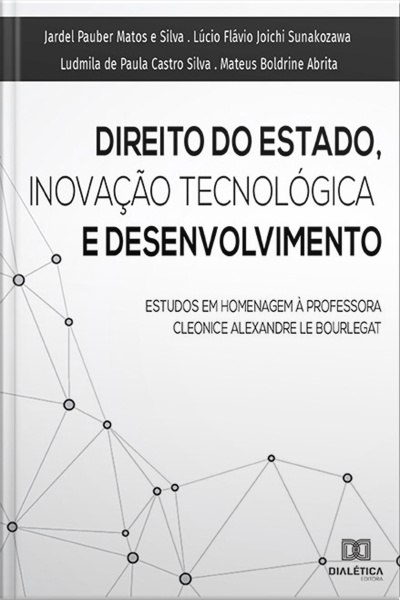 Jardel Pauber Matos e Silva . Lúcio Flávio Joichi Sunakozawa
Ludmila de Paula Castro Silva . Mateus Boldrine Abrita
DIREITO DO ESTADO,
INOVAÇÃO TECNOLÓGICA
E DESENVOLVIMENTO
ESTUDOS EM HOMENAGEM À PROFESSORA
CLEONICE ALEXANDRE LE BOURLEGAT
DIALÉTICA
EDITORA